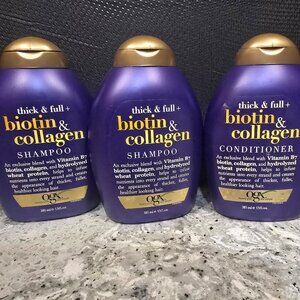 thick & full +
biotin &
collagen
SHAMPOO
An exclusive blend with Vitamin B7
biotin, collagen, and hydrolyzed
wheat protein, helps to infuse
nutrients into every strand and creates
the appearance of thicker, fuller,
healthier looking hair.
ogx
thick & full +
biotin &
collagen
SHAMPOO
An exclusive blend with Vitamin B7
biotin, collagen, and hydrolyzed
wheat protein, helps to infuse
nutrients into every strand and creates
the appearance of thicker, fuller,
healthier looking hair.
ogx
thick & full +
biotin &
collagen
CONDITIONER
An exclusive blend with Vitamin B7
biotin, collagen, and hydrolyzed
wheat protein, helps to infuse
nutrients into every strand and creates
the appearance of thicker, fuller,
healthier looking hair.
ogx